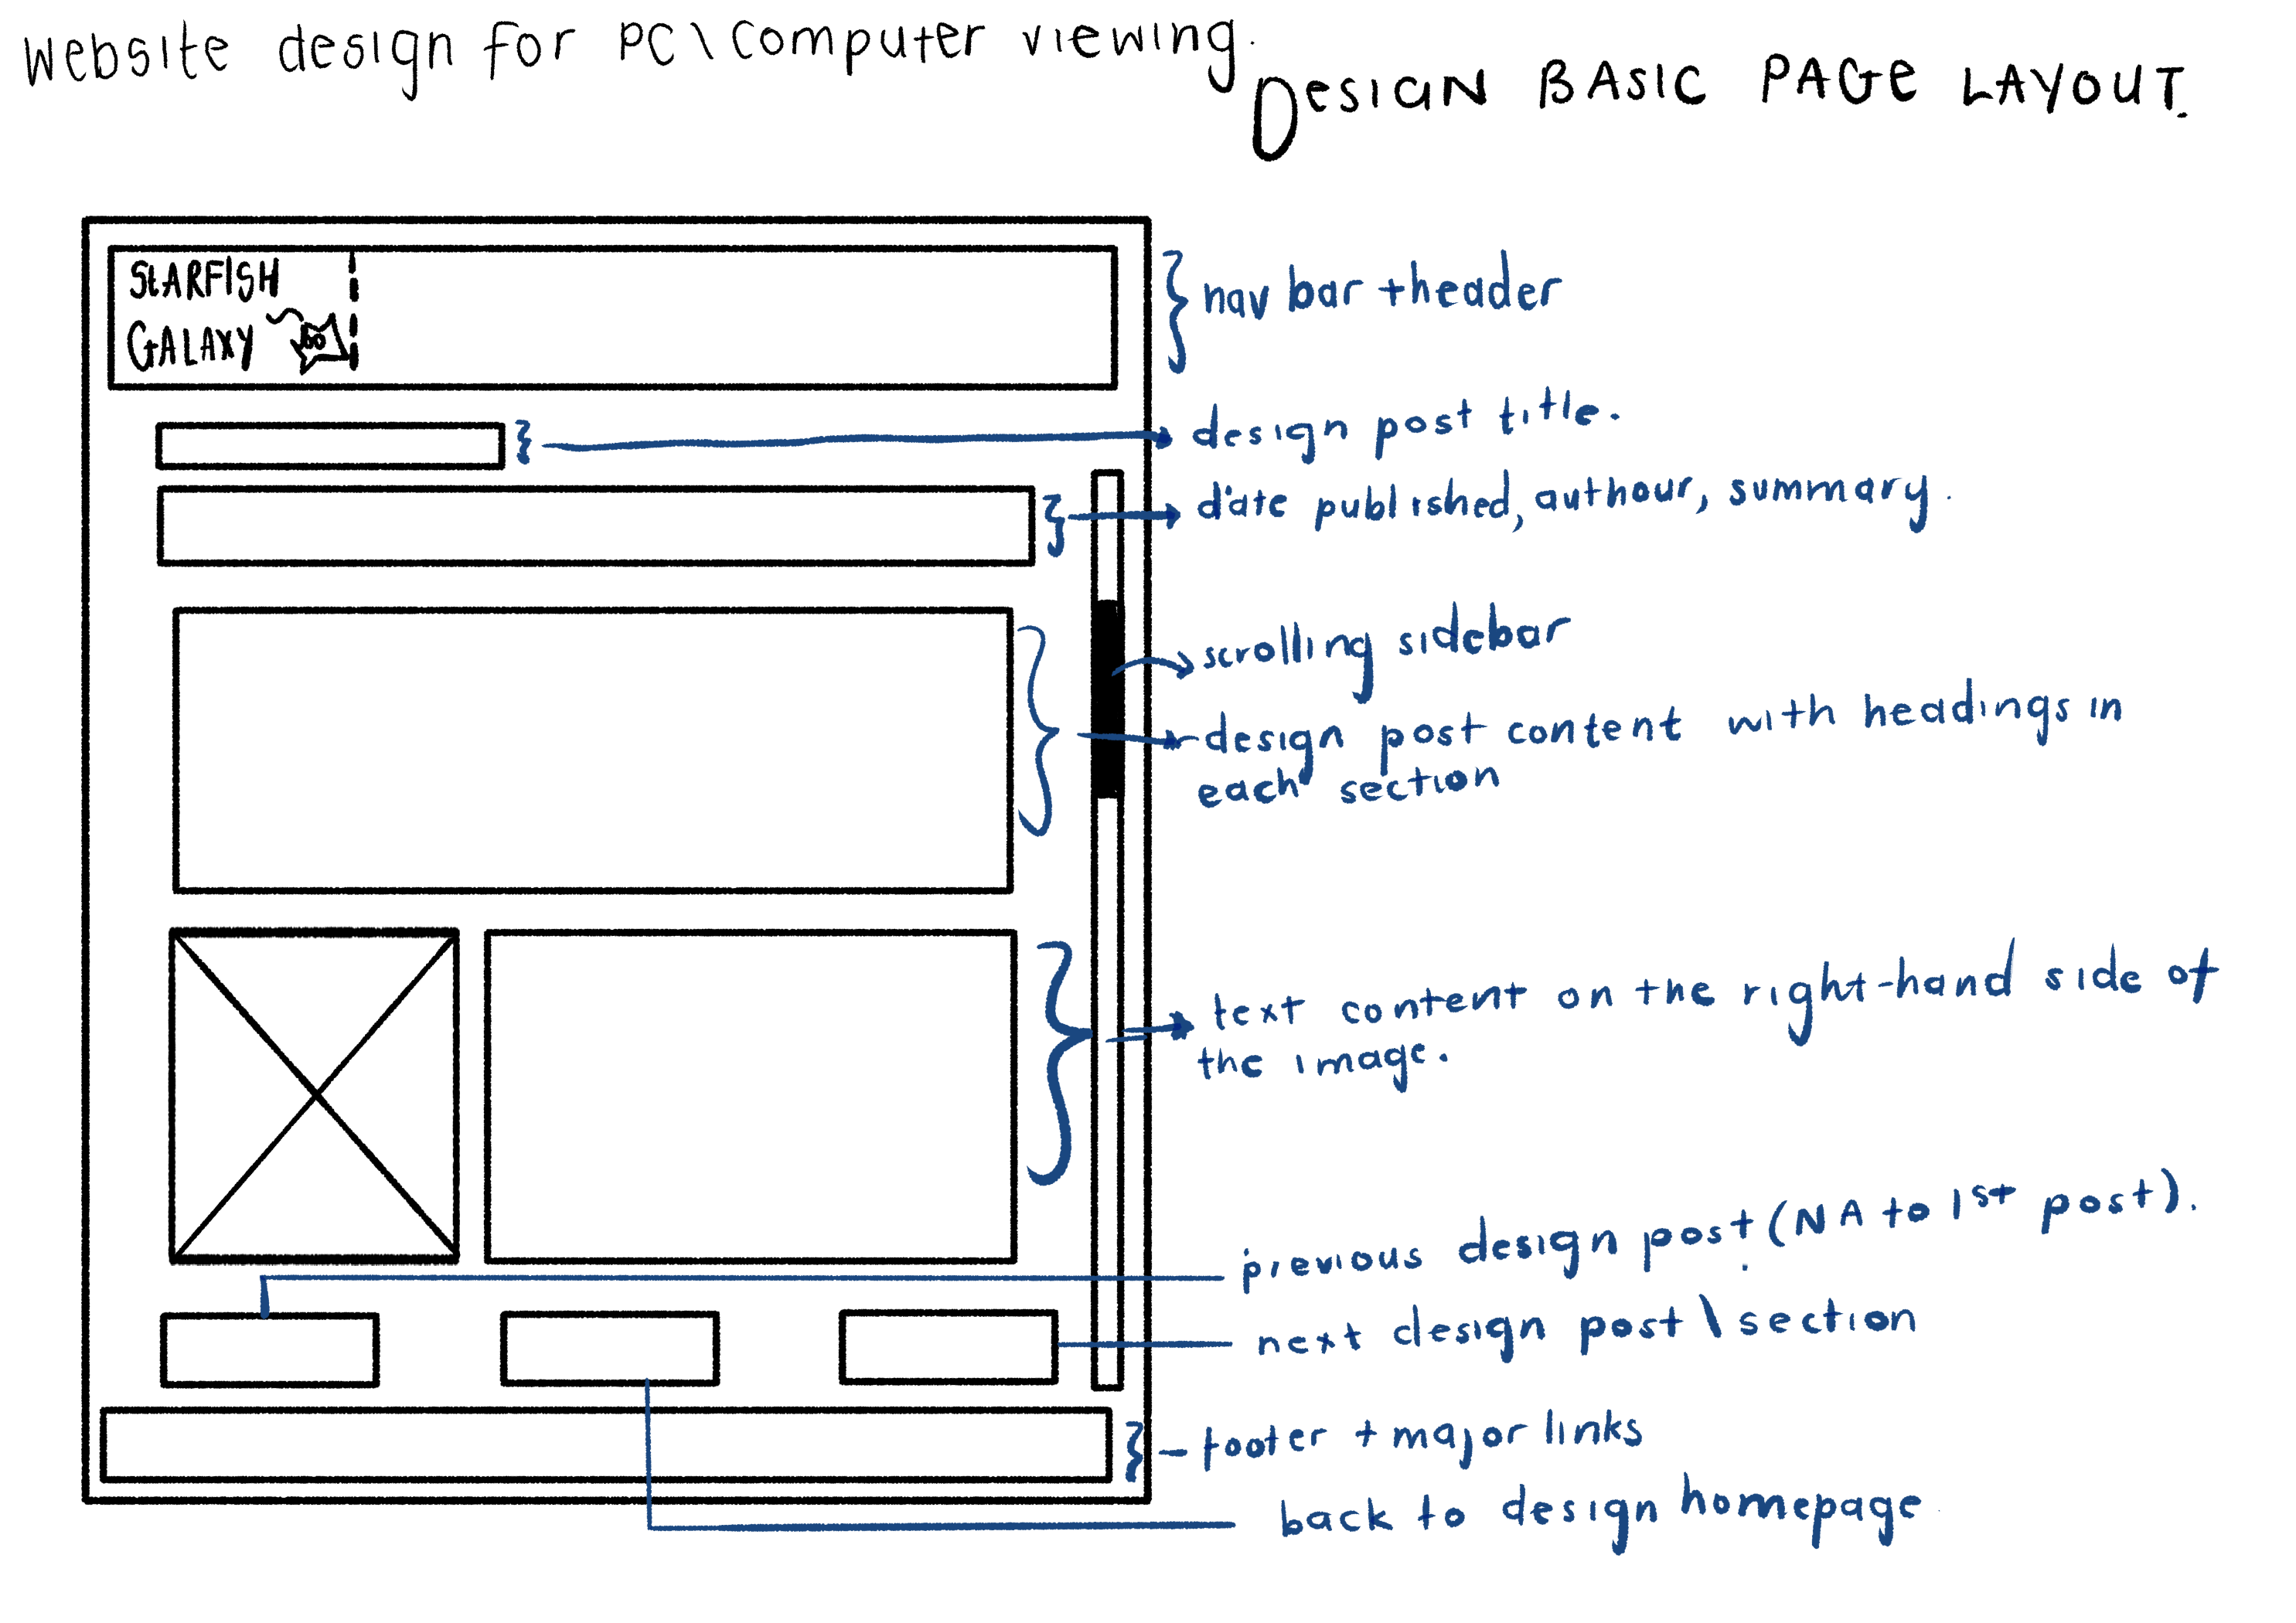 Website design for PC\Computer viewing.
DESIGN BASIC PAGE LAYOUT.
STARFISH
GALAXY
nav bar + header
design post title.
date published, authour, summary.
scrolling sidebar
design post content with headings in
each section
text content on the right-hand side of
the image.
previous design post (NA to 1st post).
next design post \ section
footer + major links
back to design homepage